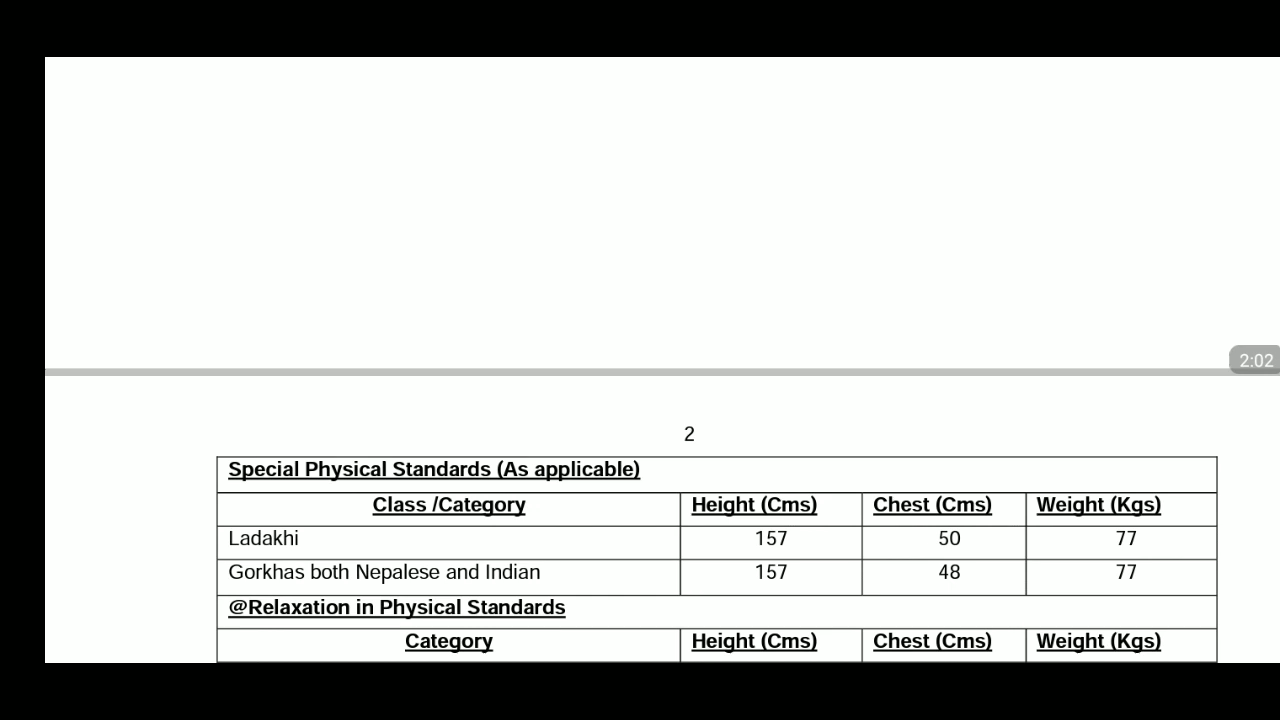 2:02
2
Special Physical Standards (As applicable)
Class /Category Height (Cms) Chest (Cms) Weight (Kgs)
Ladakhi 157 50 77
Gorkhas both Nepalese and Indian 157 48 77
@Relaxation in Physical Standards
Category Height (Cms) Chest (Cms) Weight (Kgs)